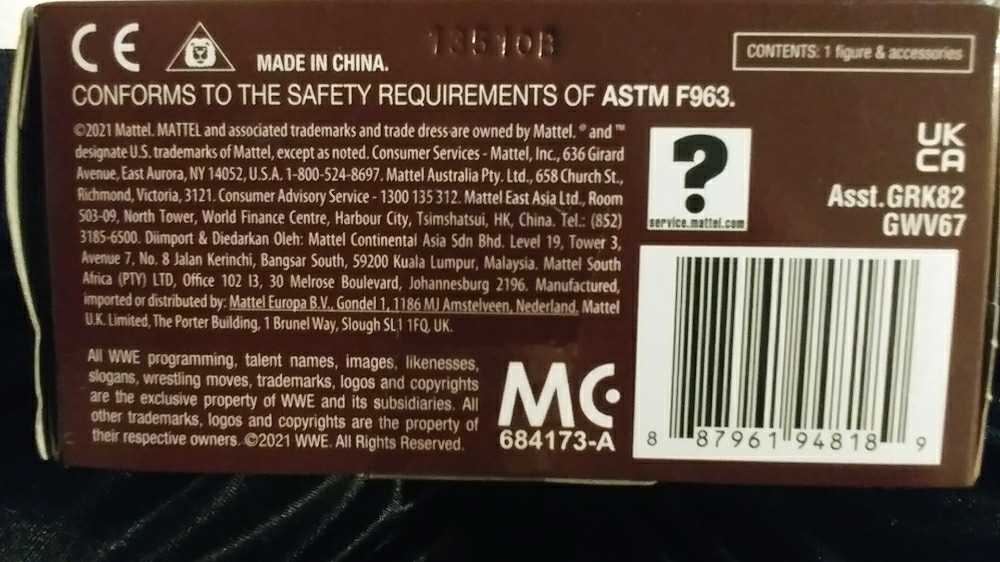 CE
MADE IN CHINA.
CONTENTS: 1 figure & accessories
CONFORMS TO THE SAFETY REQUIREMENTS OF ASTM F963.
©2021 Mattel. MATTEL and associated trademarks and trade dress are owned by Mattel. ® and ™
designate U.S. trademarks of Mattel, except as noted. Consumer Services - Mattel, Inc., 636 Girard
Avenue, East Aurora, NY 14052, U.S.A. 1-800-524-8697. Mattel Australia Pty. Ltd., 658 Church St.,
Richmond, Victoria, 3121. Consumer Advisory Service - 1300 135 312. Mattel East Asia Ltd., Room
503-09, North Tower, World Finance Centre, Harbour City, Tsimshatsui, HK, China. Tel.: (852)
3185-6500. Diimport & Diedarkan Oleh: Mattel Continental Asia Sdn Bhd. Level 19, Tower 3,
Avenue 7, No. 8 Jalan Kerinchi, Bangsar South, 59200 Kuala Lumpur, Malaysia. Mattel South
Africa (PTY) LTD, Office 102 I3, 30 Melrose Boulevard, Johannesburg 2196. Manufactured,
imported or distributed by: Mattel Europa B.V., Gondel 1, 1186 MJ Amstelveen, Nederland. Mattel
U.K. Limited, The Porter Building, 1 Brunel Way, Slough SL1 1FQ, UK.
?
service.mattel.com
UK
CA
Asst.GRK82
GWV67
All WWE programming, talent names, images, likenesses,
slogans, wrestling moves, trademarks, logos and copyrights
are the exclusive property of WWE and its subsidiaries. All
other trademarks, logos and copyrights are the property of
their respective owners. ©2021 WWE. All Rights Reserved.
MC
684173-A
8 87961 94818 9